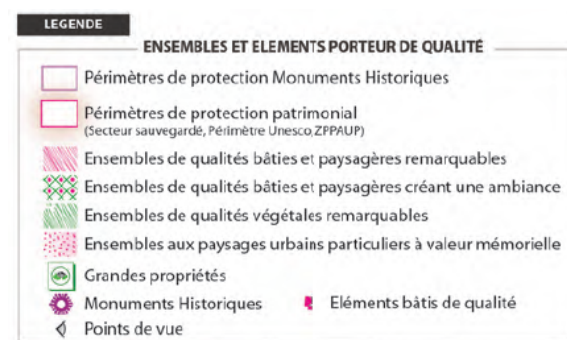 LEGENDE
ENSEMBLES ET ELEMENTS PORTEUR DE QUALITÉ
Périmètres de protection Monuments Historiques
Périmètres de protection patrimonial
(Secteur sauvegardé, Périmètre Unesco, ZPPAUP)
Ensembles de qualités bâties et paysagères remarquables
Ensembles de qualités bâties et paysagères créant une ambiance
Ensembles de qualités végétales remarquables
Ensembles aux paysages urbains particuliers à valeur mémorielle
Grandes propriétés
Monuments Historiques Eléments bâtis de qualité
Points de vue